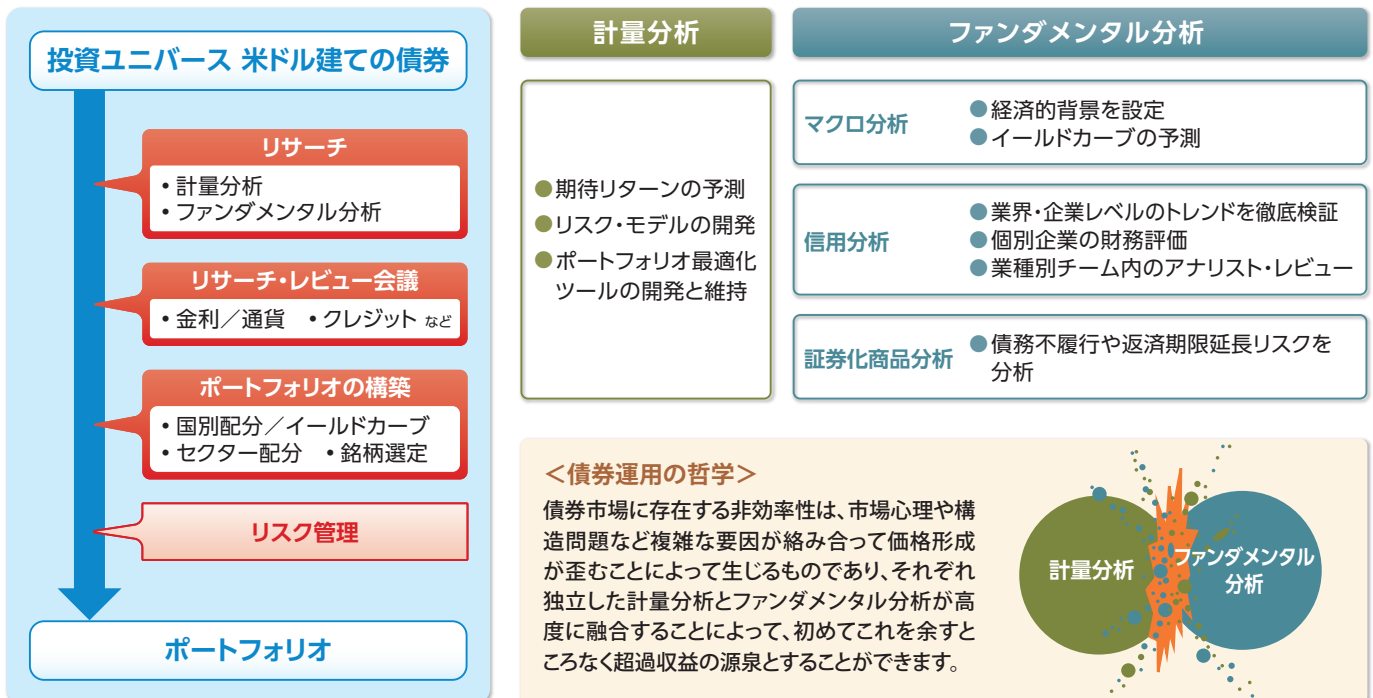 投資ユニバース 米ドル建ての債券
リサーチ
• 計量分析
• ファンダメンタル分析
リサーチ・レビュー会議
• 金利／通貨 • クレジット など
ポートフォリオの構築
• 国別配分／イールドカーブ
• セクター配分 • 銘柄選定
リスク管理
ポートフォリオ
計量分析
●期待リターンの予測
●リスク・モデルの開発
●ポートフォリオ最適化
ツールの開発と維持
ファンダメンタル分析
マクロ分析
●経済的背景を設定
●イールドカーブの予測
信用分析
●業界・企業レベルのトレンドを徹底検証
●個別企業の財務評価
●業種別チーム内のアナリスト・レビュー
証券化商品分析
●債務不履行や返済期限延長リスクを
分析
＜債券運用の哲学＞
債券市場に存在する非効率性は、市場心理や構
造問題など複雑な要因が絡み合って価格形成
が歪むことによって生じるものであり、それぞれ
独立した計量分析とファンダメンタル分析が高
度に融合することによって、初めてこれを余すと
ころなく超過収益の源泉とすることができます。
計量分析
ファンダメンタル
分析